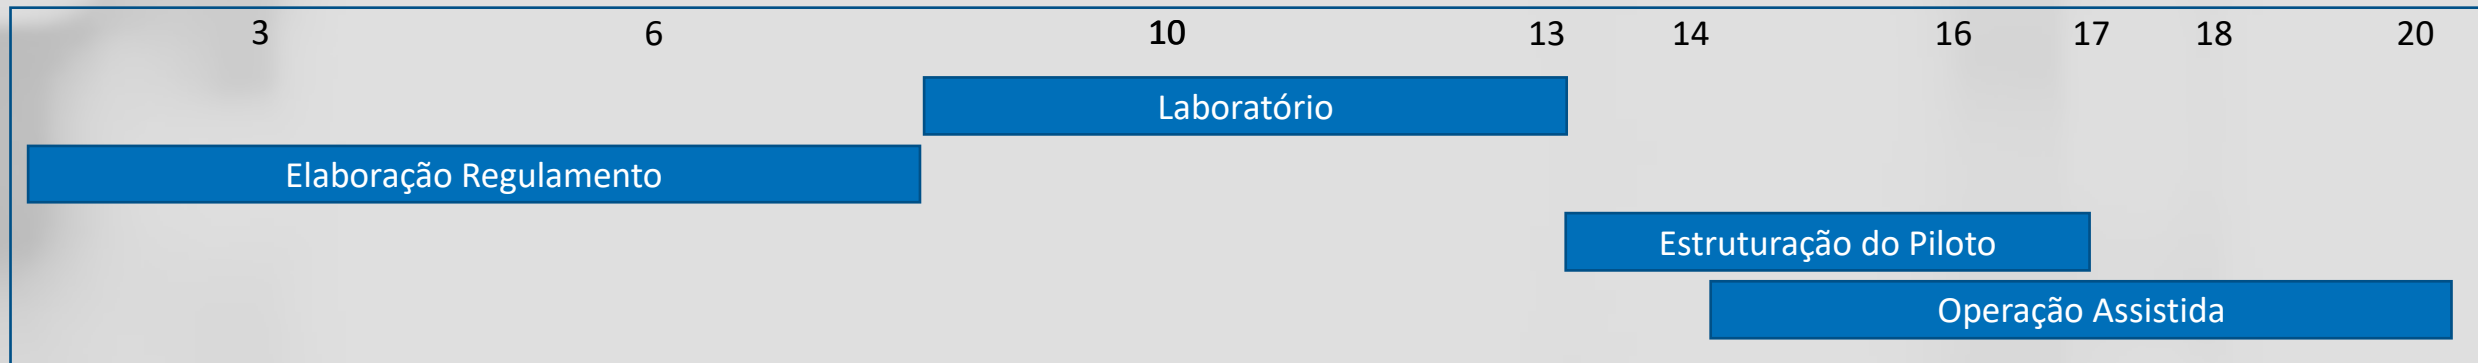 3 6 10 13 14 16 17 18 20
Laboratório
Elaboração Regulamento
Estruturação do Piloto
Operação Assistida